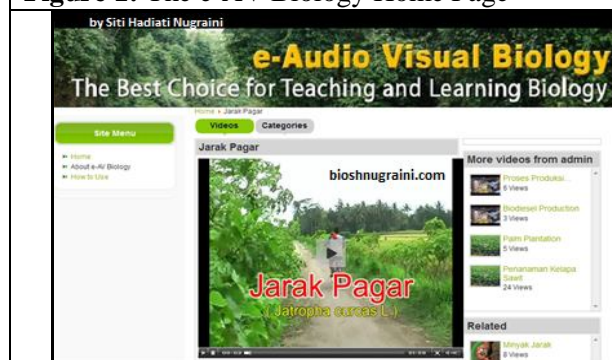 Figure 2. The e-AV Biology Home Page
by Siti Hadiati Nugraini
e-Audio Visual Biology
The Best Choice for Teaching and Learning Biology
Home » Jarak Pagar
Site Menu
Home
About e-AV Biology
How to Use
Videos Categories
Jarak Pagar
bioshnugraini.com
Jarak Pagar
( Jatropha curcas L.)
More videos from admin
Proses Produksi...
6 Views
Biodiesel Production
3 Views
Palm Plantation
5 Views
Penanaman Kelapa
Sawit
24 Views
Related
Minyak Jarak
8 Views